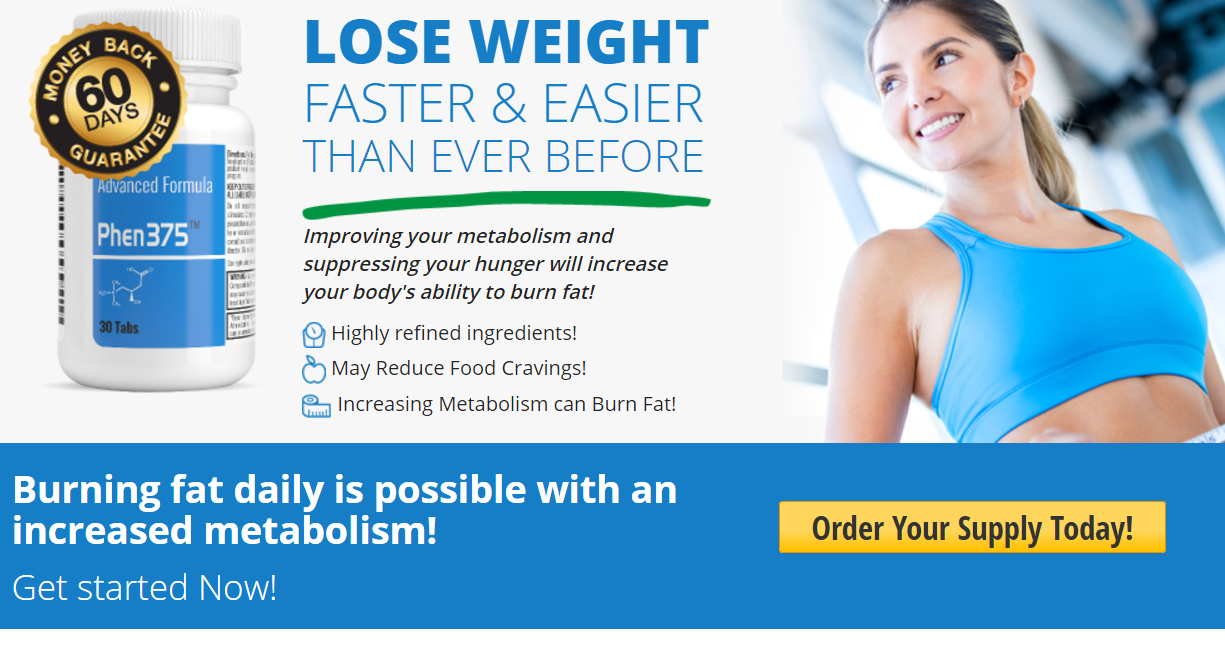 MONEY BACK
60
DAYS
GUARANTEE
Advanced Formula
Phen375™
30 Tabs
LOSE WEIGHT
FASTER & EASIER
THAN EVER BEFORE
Improving your metabolism and
suppressing your hunger will increase
your body's ability to burn fat!
Highly refined ingredients!
May Reduce Food Cravings!
Increasing Metabolism can Burn Fat!
Burning fat daily is possible with an
increased metabolism!
Get started Now!
Order Your Supply Today!